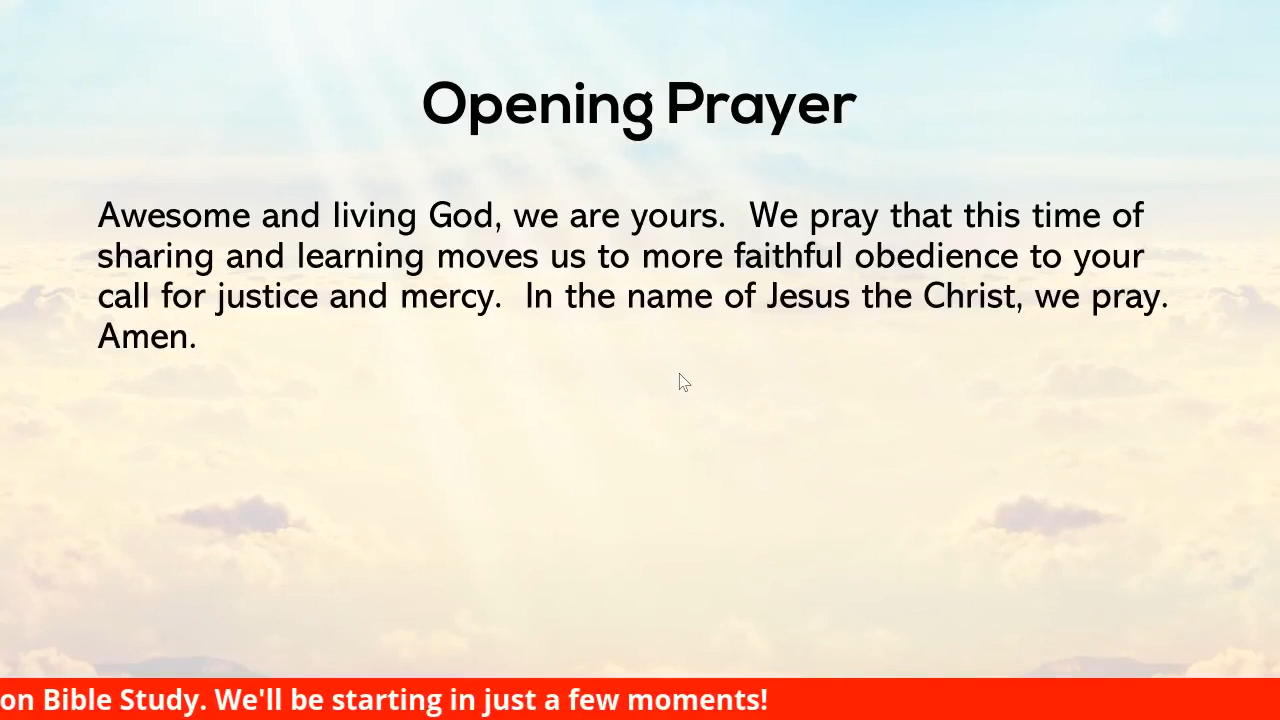 Opening Prayer
Awesome and living God, we are yours.  We pray that this time of
sharing and learning moves us to more faithful obedience to your
call for justice and mercy.  In the name of Jesus the Christ, we pray.
Amen.
on Bible Study. We'll be starting in just a few moments!